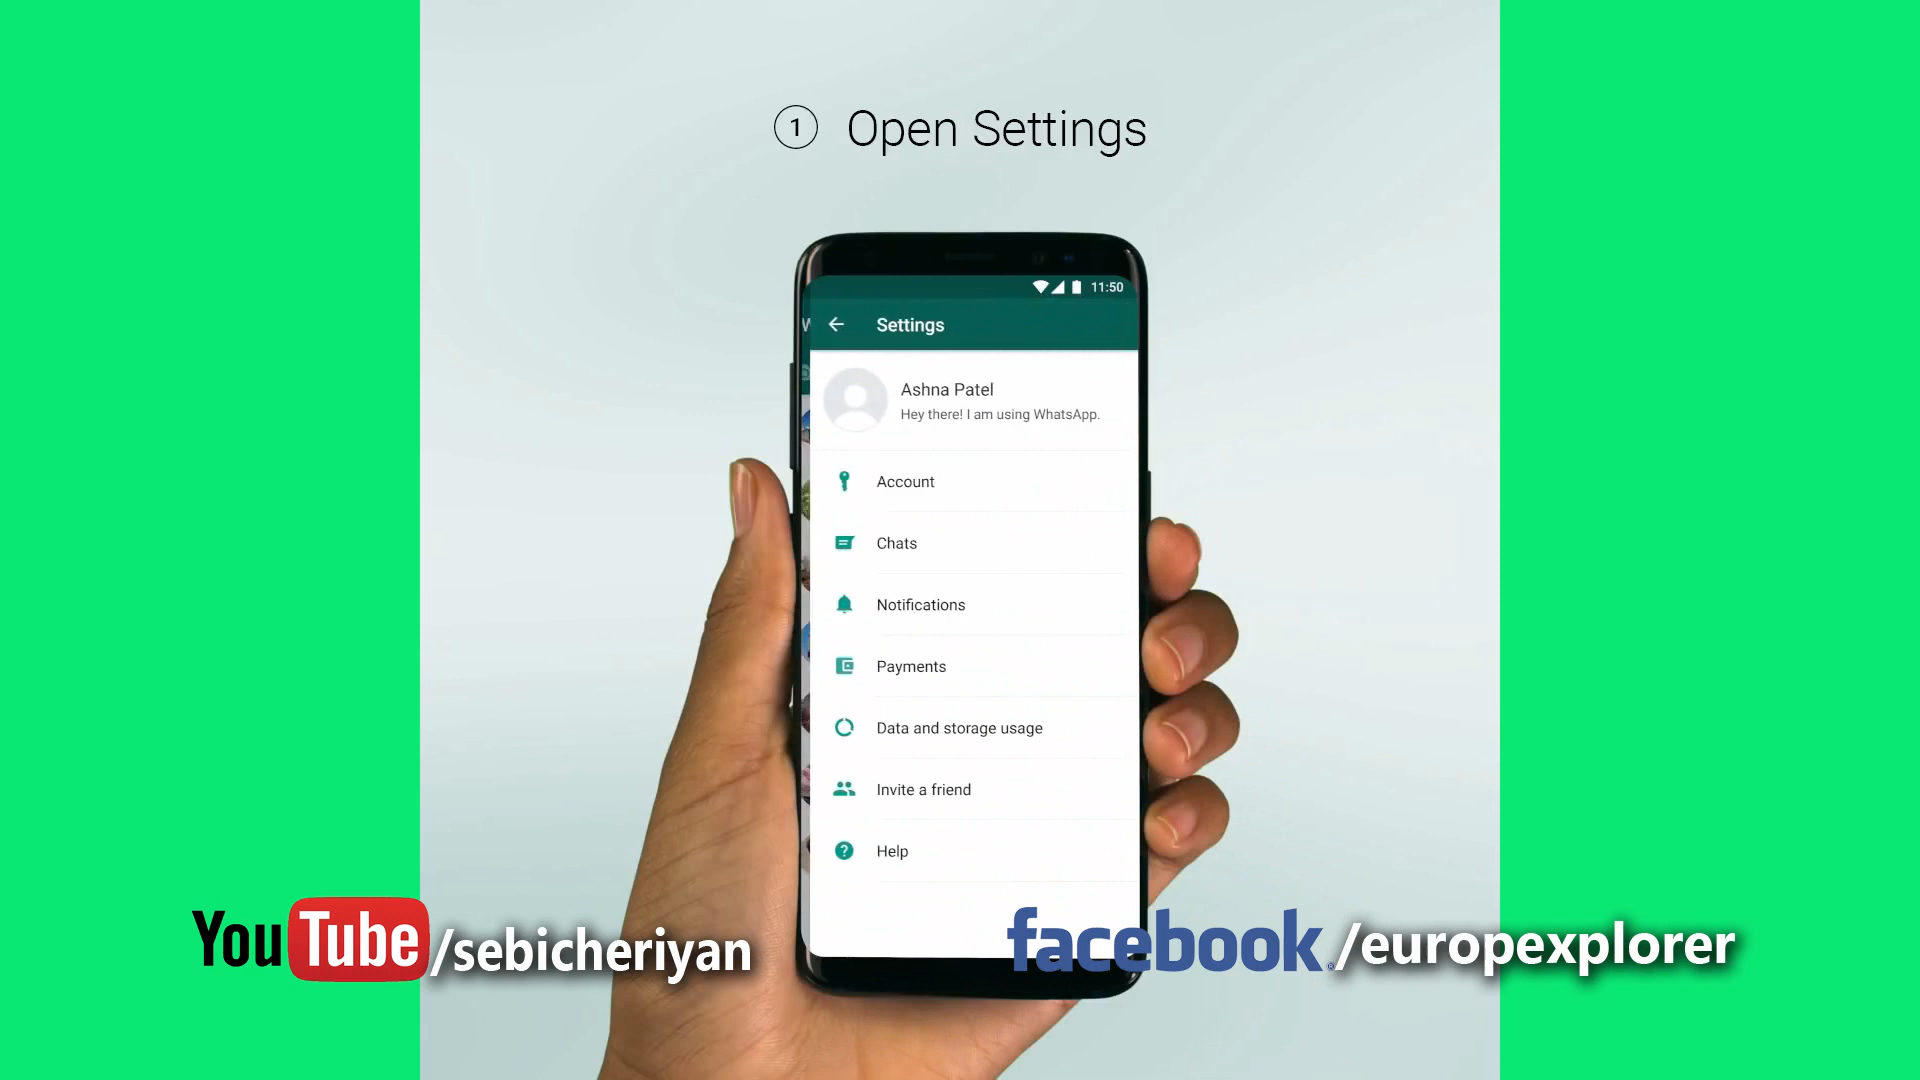 1 Open Settings
11:50
W
Settings
Ashna Patel
Hey there! I am using WhatsApp.
Account
Chats
Notifications
Payments
Data and storage usage
Invite a friend
Help
YouTube/sebicheriyan
facebook®/europexplorer